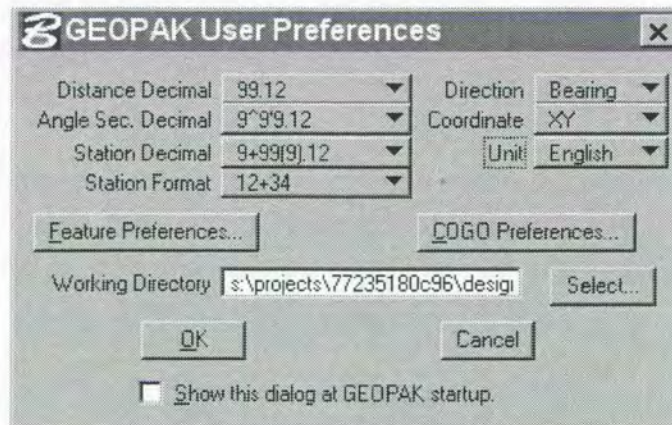 GEOPAK User Preferences
Distance Decimal 99.12 Direction Bearing
Angle Sec. Decimal 9^9'9.12 Coordinate XY
Station Decimal 9+99(9).12 Unit English
Station Format 12+34
Feature Preferences... COGO Preferences...
Working Directory s:\projects\77235180c96\desig Select...
OK Cancel
Show this dialog at GEOPAK startup.